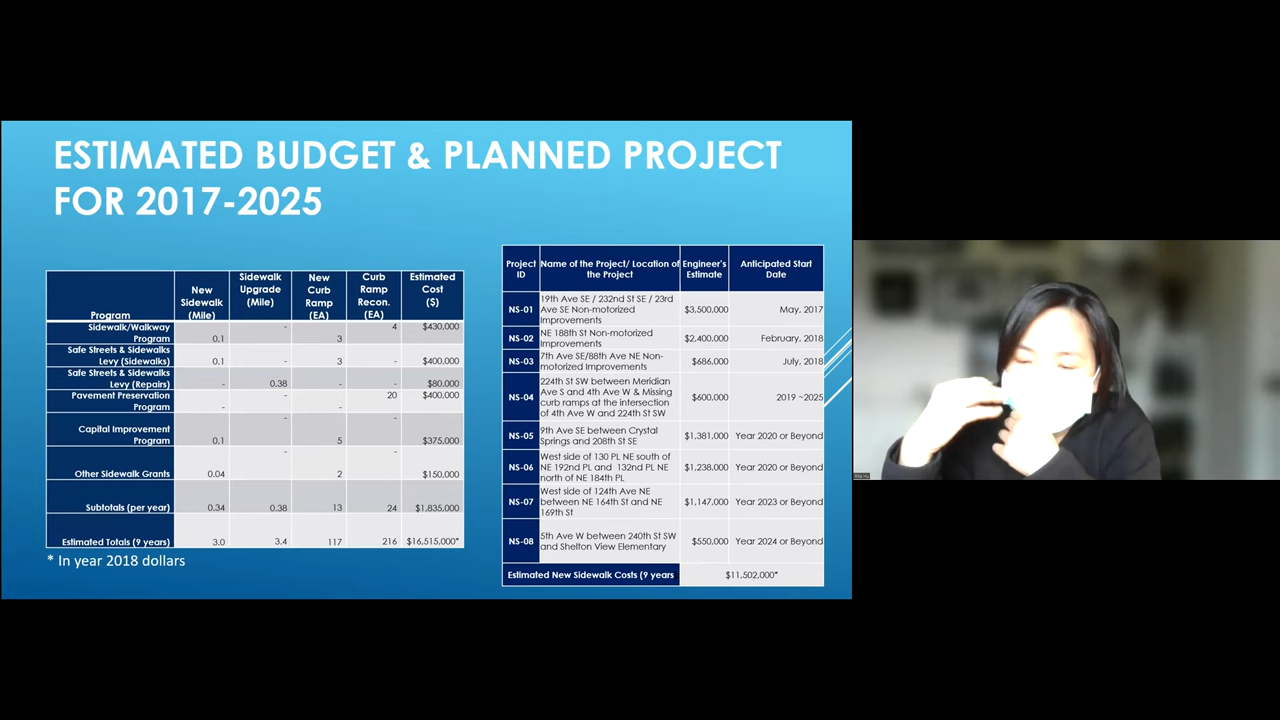 ESTIMATED BUDGET & PLANNED PROJECT
FOR 2017-2025
Program
New Sidewalk (Mile)
Sidewalk Upgrade (Mile)
New Curb Ramp (EA)
Curb Ramp Recon. (EA)
Estimated Cost ($)
Sidewalk/Walkway Program 0.1 - 3 4 $430,000
Safe Streets & Sidewalks Levy (Sidewalks) 0.1 - 3 - $400,000
Safe Streets & Sidewalks Levy (Repairs) - 0.38 - - $80,000
Pavement Preservation Program - - - 20 $400,000
Capital Improvement Program 0.1 - 5 - $375,000
Other Sidewalk Grants 0.04 - 2 - $150,000
Subtotals (per year) 0.34 0.38 13 24 $1,835,000
Estimated Totals (9 years) 3.0 3.4 117 216 $16,515,000*
* In year 2018 dollars
Project ID
Name of the Project/ Location of the Project
Engineer's Estimate
Anticipated Start Date
NS-01 19th Ave SE / 232nd St SE / 23rd Ave SE Non-motorized Improvements $3,500,000 May, 2017
NS-02 NE 188th St Non-motorized Improvements $2,400,000 February, 2018
NS-03 7th Ave SE/88th Ave NE Non-motorized Improvements $686,000 July, 2018
NS-04 224th St SW between Meridian Ave S and 4th Ave W & Missing curb ramps at the intersection of 4th Ave W and 224th St SW $600,000 2019 ~2025
NS-05 9th Ave SE between Crystal Springs and 208th St SE $1,381,000 Year 2020 or Beyond
NS-06 West side of 130 PL NE south of NE 192nd PL and 132nd PL NE north of NE 184th PL $1,238,000 Year 2020 or Beyond
NS-07 West side of 124th Ave NE between NE 164th St and NE 169th St $1,147,000 Year 2023 or Beyond
NS-08 5th Ave W between 240th St SW and Shelton View Elementary $550,000 Year 2024 or Beyond
Estimated New Sidewalk Costs (9 years $11,502,000*